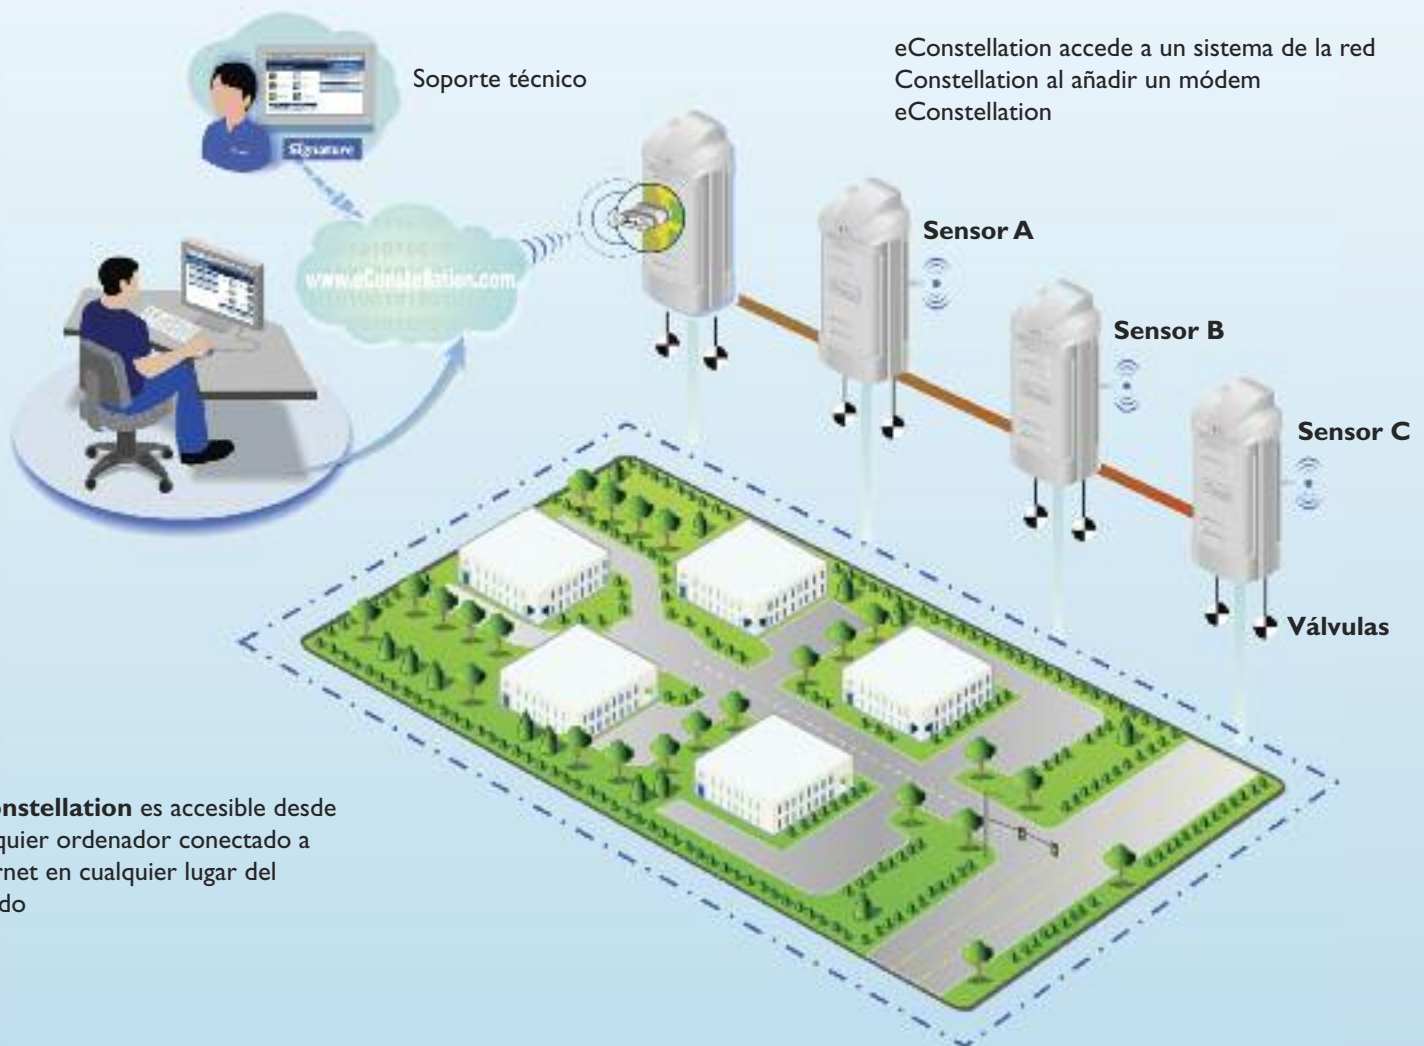 Soporte técnico
eConstellation accede a un sistema de la red
Constellation al añadir un módem
eConstellation
Signature
www.eConstellation.com
Sensor A
Sensor B
Sensor C
Válvulas
nstellation es accesible desde
quier ordenador conectado a
rnet en cualquier lugar del
do